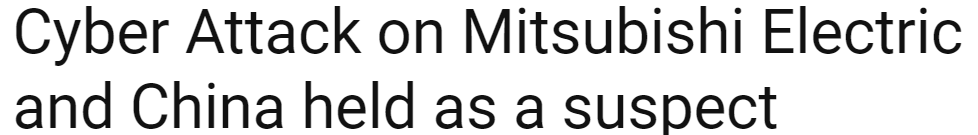 Cyber Attack on Mitsubishi Electric
and China held as a suspect